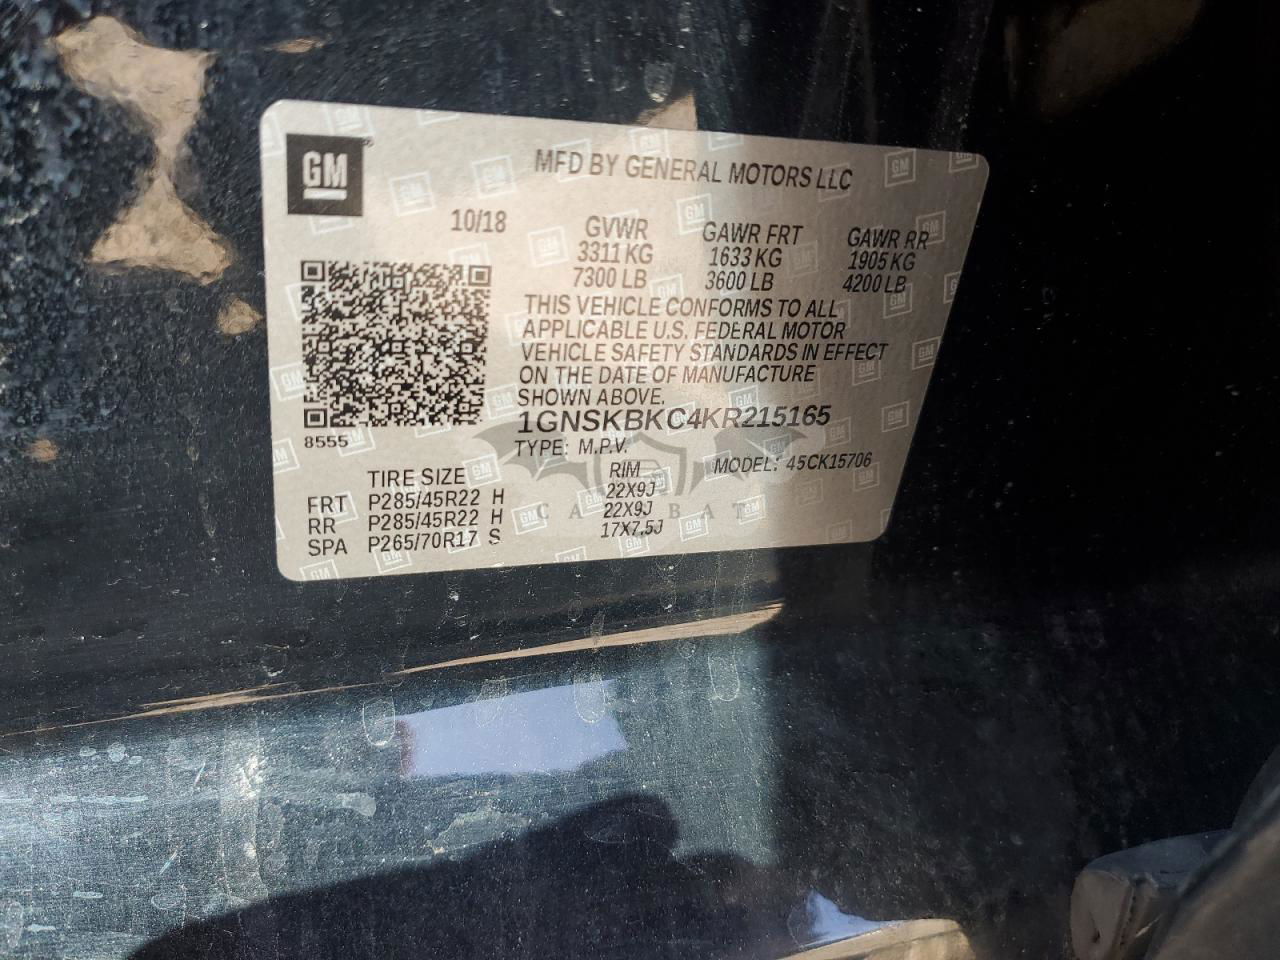 GM
MFD BY GENERAL MOTORS LLC
10/18 GVWR GAWR FRT GAWR RR
3311 KG 1633 KG 1905 KG
7300 LB 3600 LB 4200 LB
THIS VEHICLE CONFORMS TO ALL
APPLICABLE U.S. FEDERAL MOTOR
VEHICLE SAFETY STANDARDS IN EFFECT
ON THE DATE OF MANUFACTURE
SHOWN ABOVE.
1GNSKBKC4KR215165
8555
TYPE: M.P.V. MODEL: 45CK15706
TIRE SIZE RIM
FRT P285/45R22 H 22X9J
RR P285/45R22 H 22X9J
SPA P265/70R17 S 17X7,5J